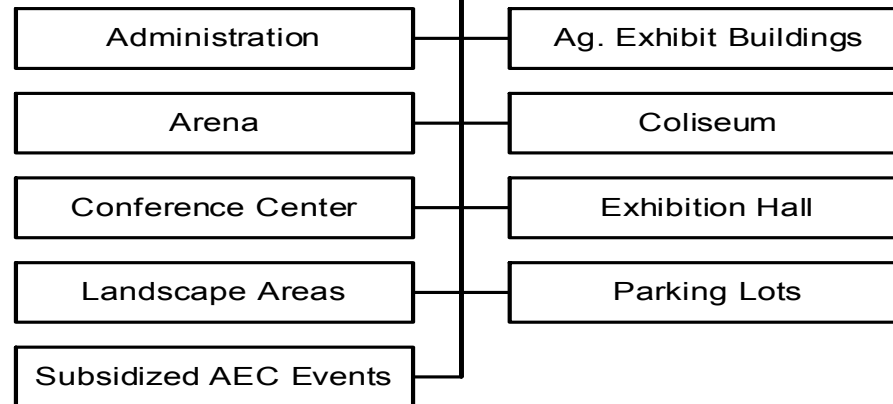 Administration
Ag. Exhibit Buildings
Arena
Coliseum
Conference Center
Exhibition Hall
Landscape Areas
Parking Lots
Subsidized AEC Events